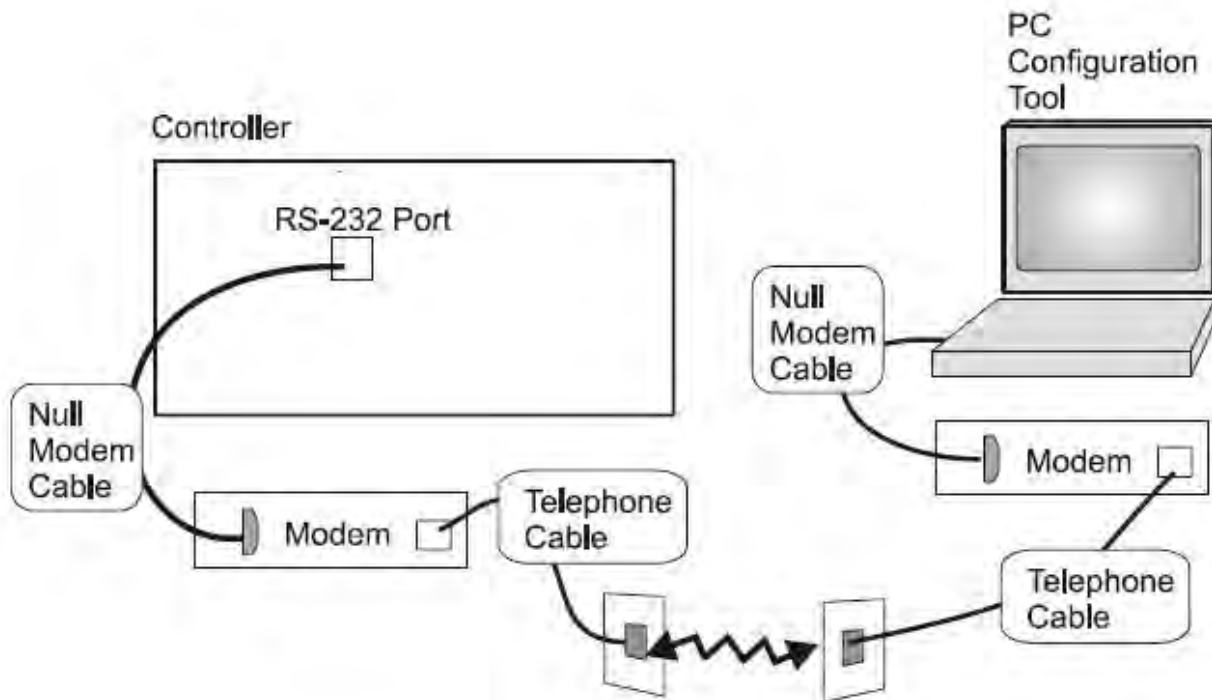 PC
Configuration
Tool
Controller
RS-232 Port
Null
Modem
Cable
Null
Modem
Cable
Modem
Modem
Telephone
Cable
Telephone
Cable